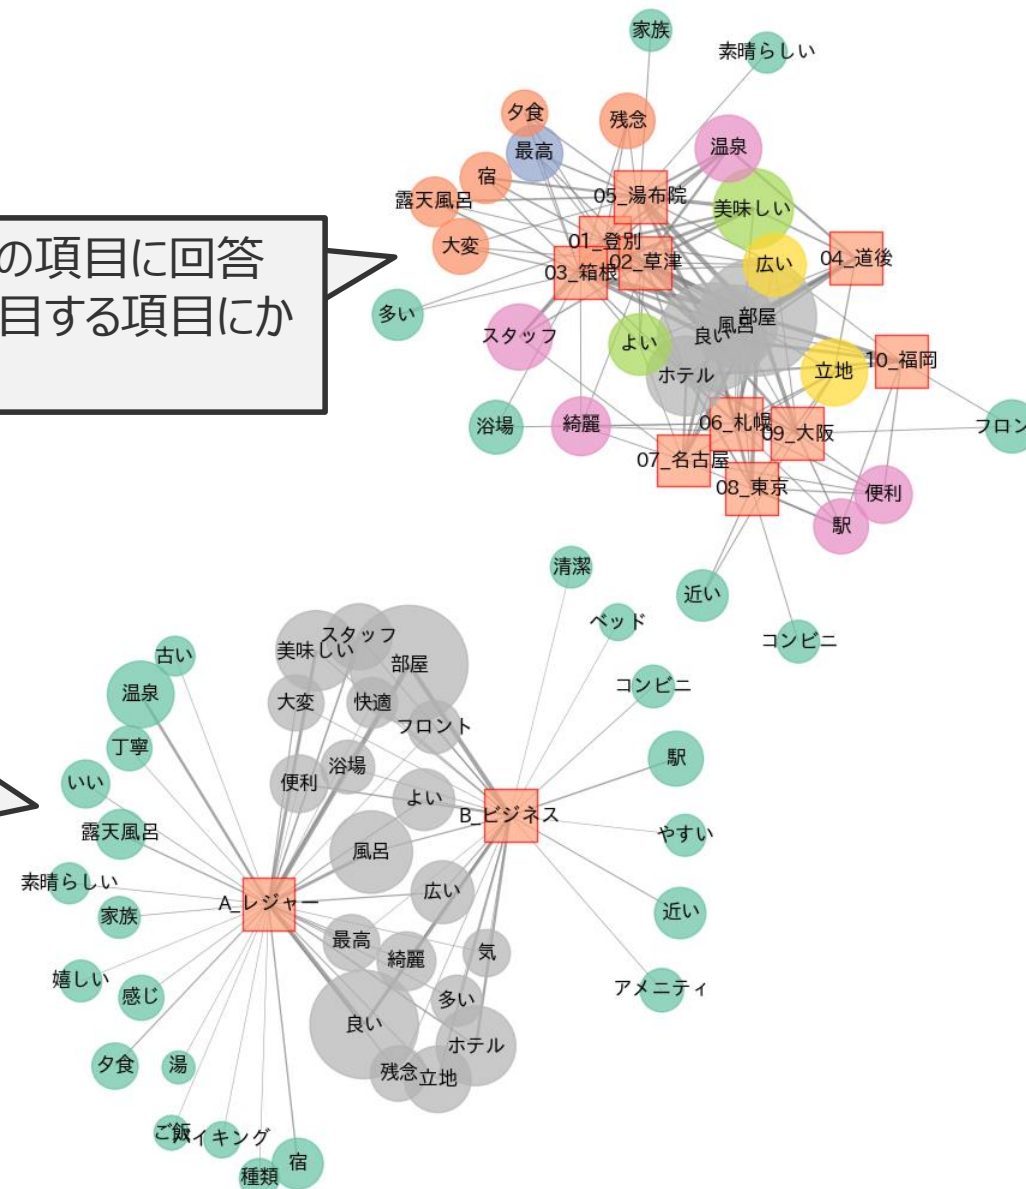 家族
素晴らしい
夕食
残念
最高
温泉
宿
露天風呂
05_湯布院
美味しい
大変
01_登別
02_草津
03_箱根
広い
04_道後
の項目に回答
目する項目にか
多い
スタッフ
よい
良い
風呂
部屋
ホテル
立地
10_福岡
浴場
綺麗
06_札幌
09_大阪
フロン
07_名古屋
08_東京
便利
駅
近い
コンビニ
清潔
ベッド
スタッフ
美味しい
部屋
古い
温泉
大変
快適
フロント
コンビニ
丁寧
いい
便利
浴場
よい
駅
露天風呂
風呂
B_ビジネス
やすい
素晴らしい
家族
A_レジャー
広い
近い
最高
綺麗
気
嬉しい
感じ
多い
アメニティ
良い
ホテル
夕食
湯
残念
立地
ご飯
バイキング
種類
宿